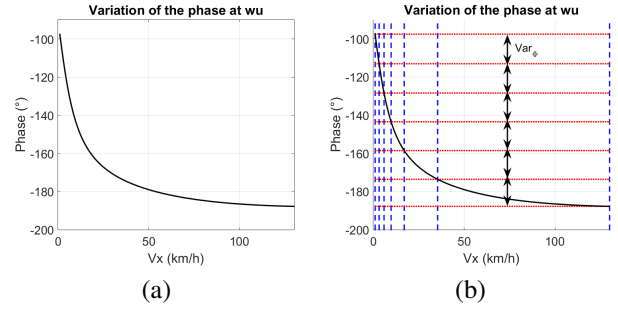 Variation of the phase at wu
-100
-120
-140
-160
-180
-200
Phase (°)
0
50
100
Vx (km/h)
(a)
Variation of the phase at wu
Var
-100
-120
-140
-160
-180
-200
Phase (°)
0
50
100
Vx (km/h)
(b)